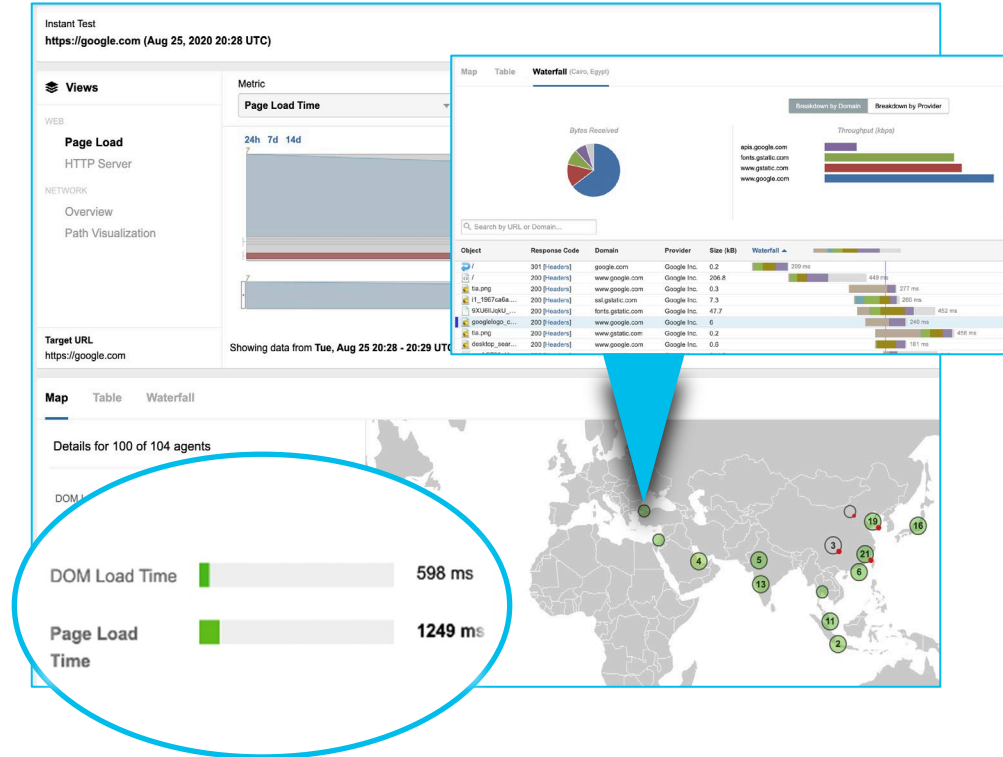 Instant Test
https://google.com (Aug 25, 2020 20:28 UTC)
Views
WEB
Page Load
HTTP Server
NETWORK
Overview
Path Visualization
Target URL
https://google.com
Metric
Page Load Time
24h 7d 14d
7
7
Showing data from Tue, Aug 25 20:28 - 20:29 UTC
Map Table Waterfall (Cairo, Egypt)
Breakdown by Domain Breakdown by Provider
Bytes Received
Throughput (kbps)
apis.google.com
fonts.gstatic.com
www.gstatic.com
www.google.com
Search by URL or Domain...
Object Response Code Domain Provider Size (kB) Waterfall
/ 301 [Headers] google.com Google Inc. 0.2 209 ms
/ 200 [Headers] www.google.com Google Inc. 206.8 449 ms
tia.png 200 [Headers] www.google.com Google Inc. 0.3 277 ms
i1_1967ca6a.... 200 [Headers] ssl.gstatic.com Google Inc. 7.3 260 ms
200 [Headers] fonts.gstatic.com Google Inc. 47.7 452 ms
googlelogo_c... 200 [Headers] www.google.com Google Inc. 6 240 ms
tia.png 200 [Headers] www.gstatic.com Google Inc. 0.2 456 ms
desktop_sear... 200 [Headers] www.google.com Google Inc. 0.6 161 ms
Map Table Waterfall
Details for 100 of 104 agents
DOM
DOM Load Time 598 ms
Page Load 1249 ms
Time
19
16
3
21
4
5
6
13
11
2